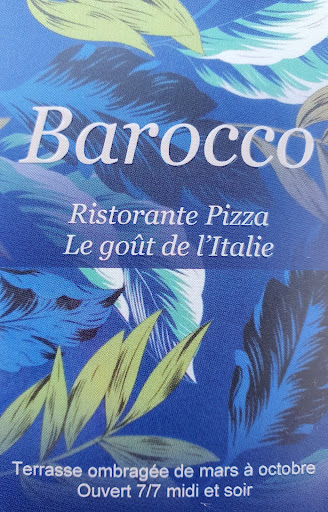 Barocco
Ristorante Pizza
Le goût de l'Italie
Terrasse ombragée de mars à octobre
Ouvert 7/7 midi et soir